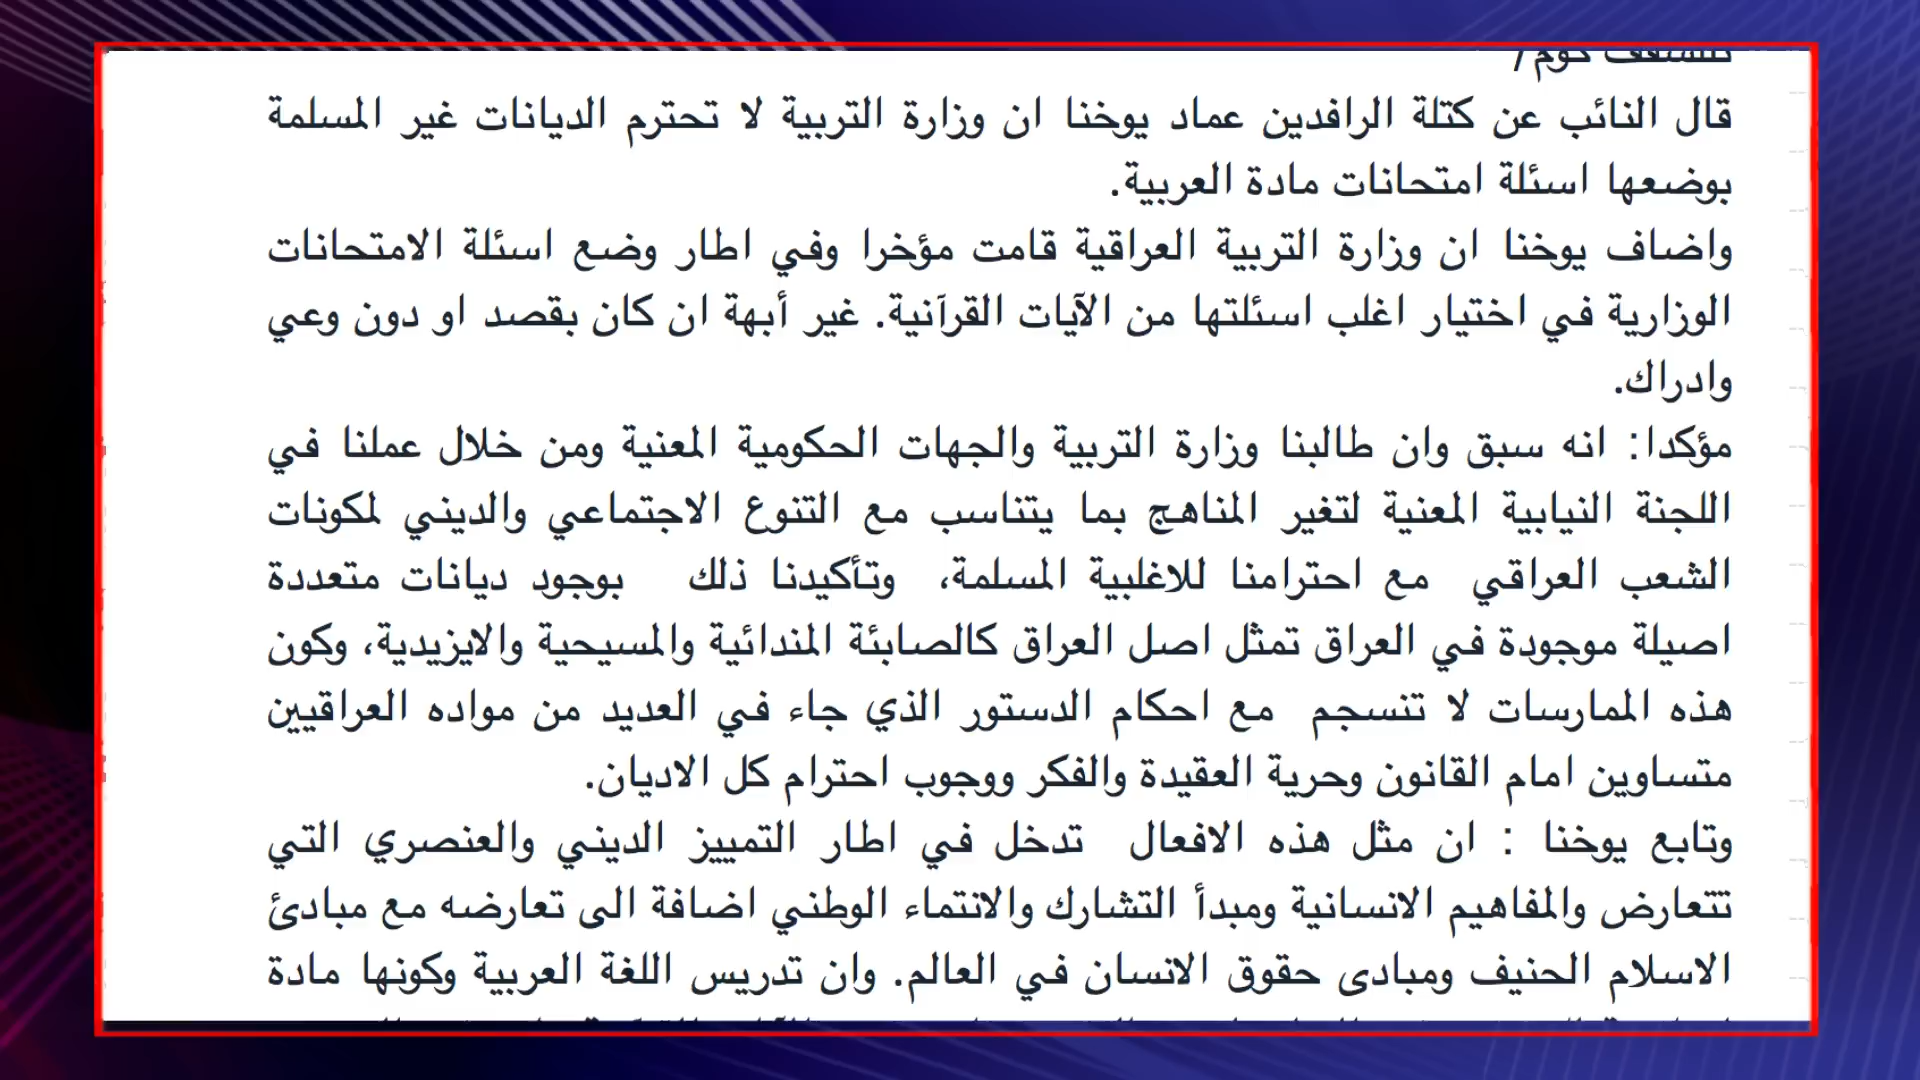 قال النائب عن كتلة الرافدين عماد يوخنا ان وزارة التربية لا تحترم الديانات غير المسلمة
بوضعها اسئلة امتحانات مادة العربية.
واضاف يوخنا ان وزارة التربية العراقية قامت مؤخرا وفي اطار وضع اسئلة الامتحانات
الوزارية في اختيار اغلب اسئلتها من الآيات القرآنية. غير أبهة ان كان بقصد او دون وعي
وادراك.
مؤكدا: انه سبق وان طالبنا وزارة التربية والجهات الحكومية المعنية ومن خلال عملنا في
اللجنة النيابية المعنية لتغير المناهج بما يتناسب مع التنوع الاجتماعي والديني لمكونات
الشعب العراقي مع احترامنا للاغلبية المسلمة، وتأكيدنا ذلك بوجود ديانات متعددة
اصيلة موجودة في العراق تمثل اصل العراق كالصابئة المندائية والمسيحية والايزيدية، وكون
هذه الممارسات لا تنسجم مع احكام الدستور الذي جاء في العديد من مواده العراقيين
متساوين امام القانون وحرية العقيدة والفكر ووجوب احترام كل الاديان.
وتابع يوخنا : ان مثل هذه الافعال تدخل في اطار التمييز الديني والعنصري التي
تتعارض والمفاهيم الانسانية ومبدأ التشارك والانتماء الوطني اضافة الى تعارضه مع مبادئ
الاسلام الحنيف ومبادى حقوق الانسان في العالم. وان تدريس اللغة العربية وكونها مادة